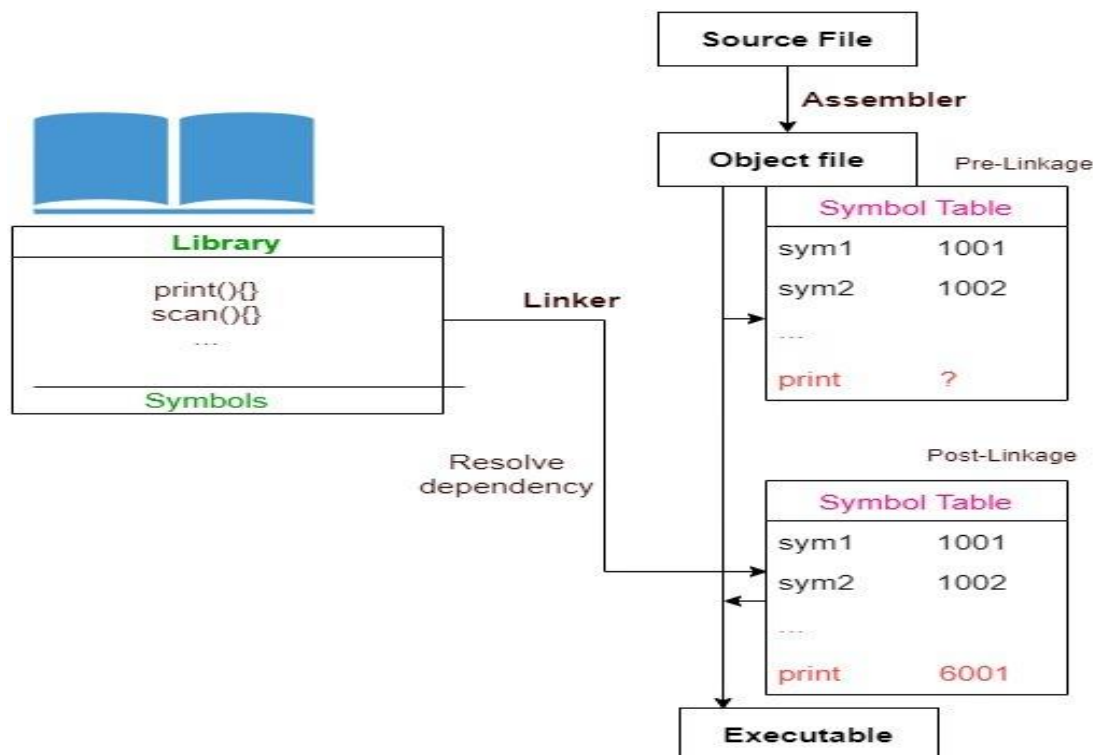 Source File
Assembler
Object file
Pre-Linkage
Symbol Table
sym1 1001
sym2 1002
...
print ?
Library
print(){}
scan(){}
...
Symbols
Linker
Resolve
dependency
Post-Linkage
Symbol Table
sym1 1001
sym2 1002
...
print 6001
Executable